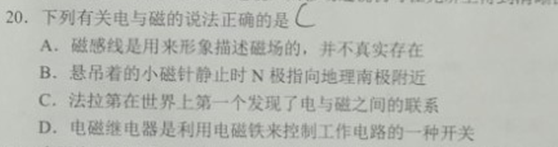 20. 下列有关电与磁的说法正确的是 C
A. 磁感线是用来形象描述磁场的，并不真实存在
B. 悬吊着的小磁针静止时 N 极指向地理南极附近
C. 法拉第在世界上第一个发现了电与磁之间的联系
D. 电磁继电器是利用电磁铁来控制工作电路的一种开关